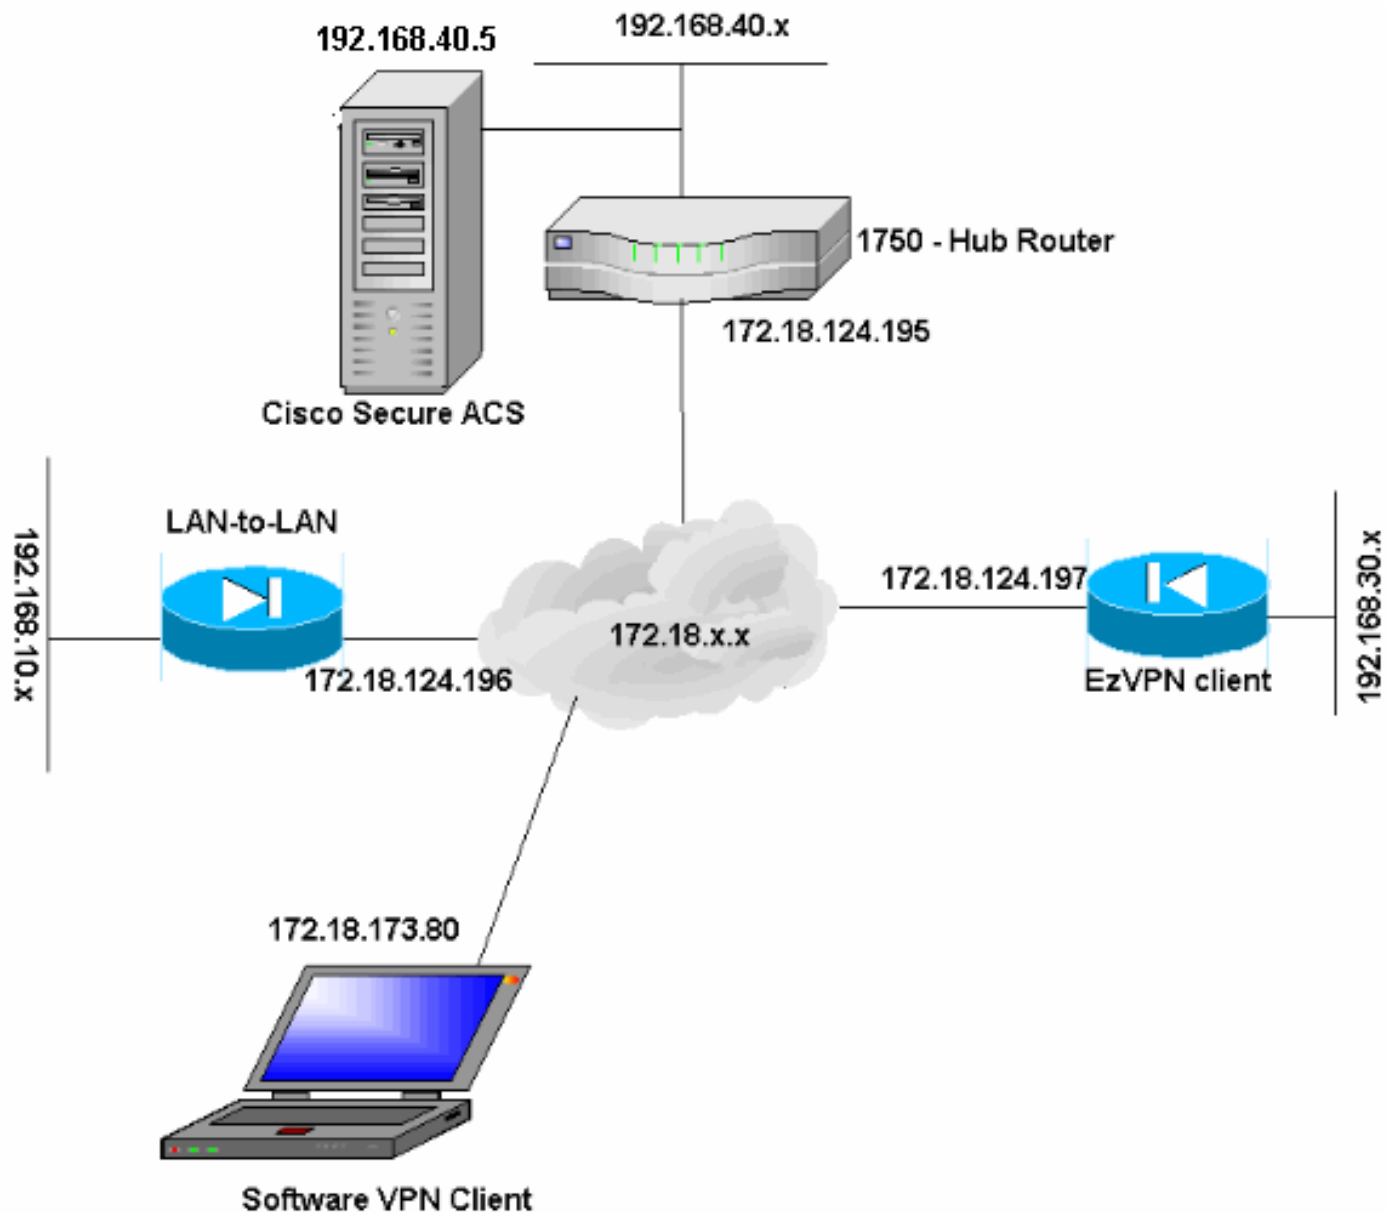 192.168.40.5
192.168.40.x
1750 - Hub Router
172.18.124.195
Cisco Secure ACS
LAN-to-LAN
192.168.10.x
172.18.124.196
172.18.x.x
172.18.124.197
EzVPN client
192.168.30.x
172.18.173.80
Software VPN Client